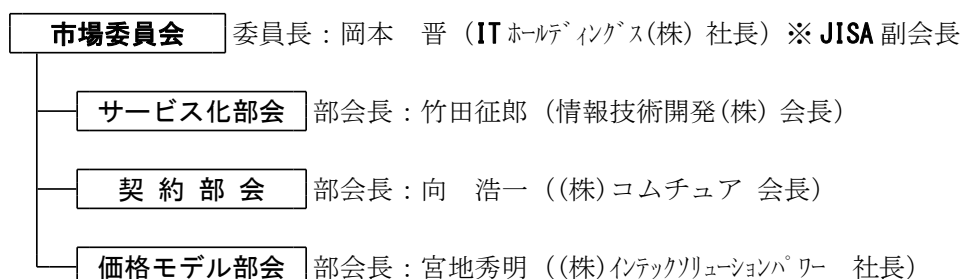 市場委員会 委員長：岡本 晋（ITﾎｰﾙﾃﾞｨﾝｸﾞｽ(株) 社長）※ JISA 副会長
サービス化部会 部会長：竹田征郎（情報技術開発(株) 会長）
契 約 部 会 部会長：向 浩一（(株)コムチュア 会長）
価格モデル部会 部会長：宮地秀明（(株)ｲﾝﾃｯｸｿﾘｭｰｼｮﾝﾊﾟﾜｰ 社長）